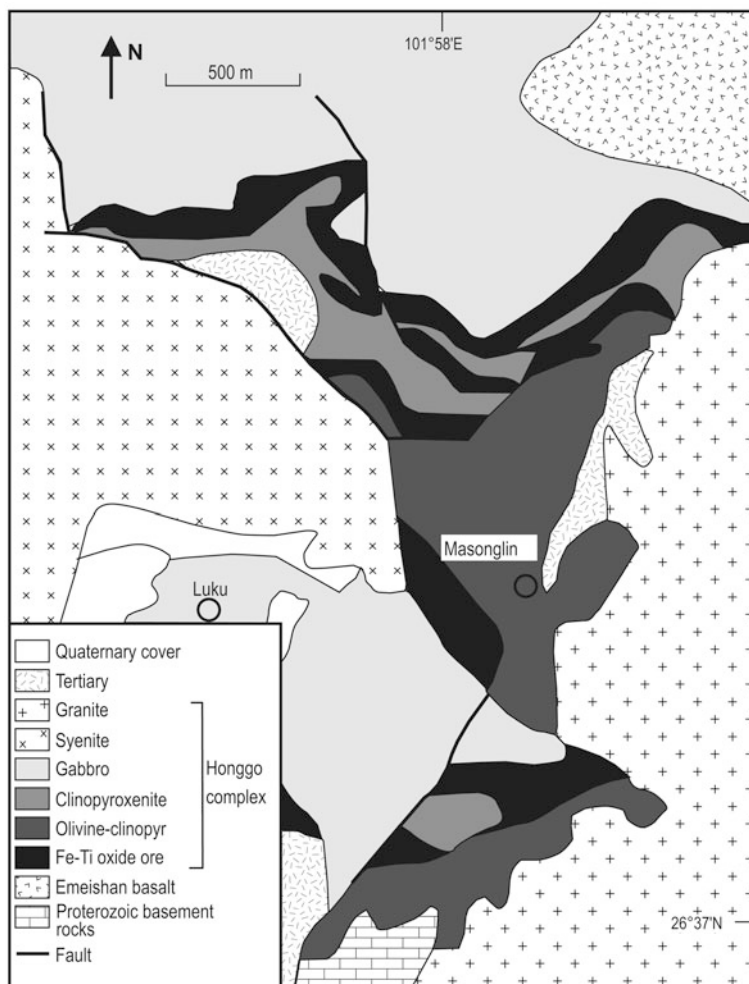 101°58'E
N
500 m
Masonglin
Luku
Quaternary cover
Tertiary
Granite
Syenite
Gabbro
Honggo
Clinopyroxenite
complex
Olivine-clinopyr
Fe-Ti oxide ore
Emeishan basalt
Proterozoic basement
rocks
Fault
26°37'N